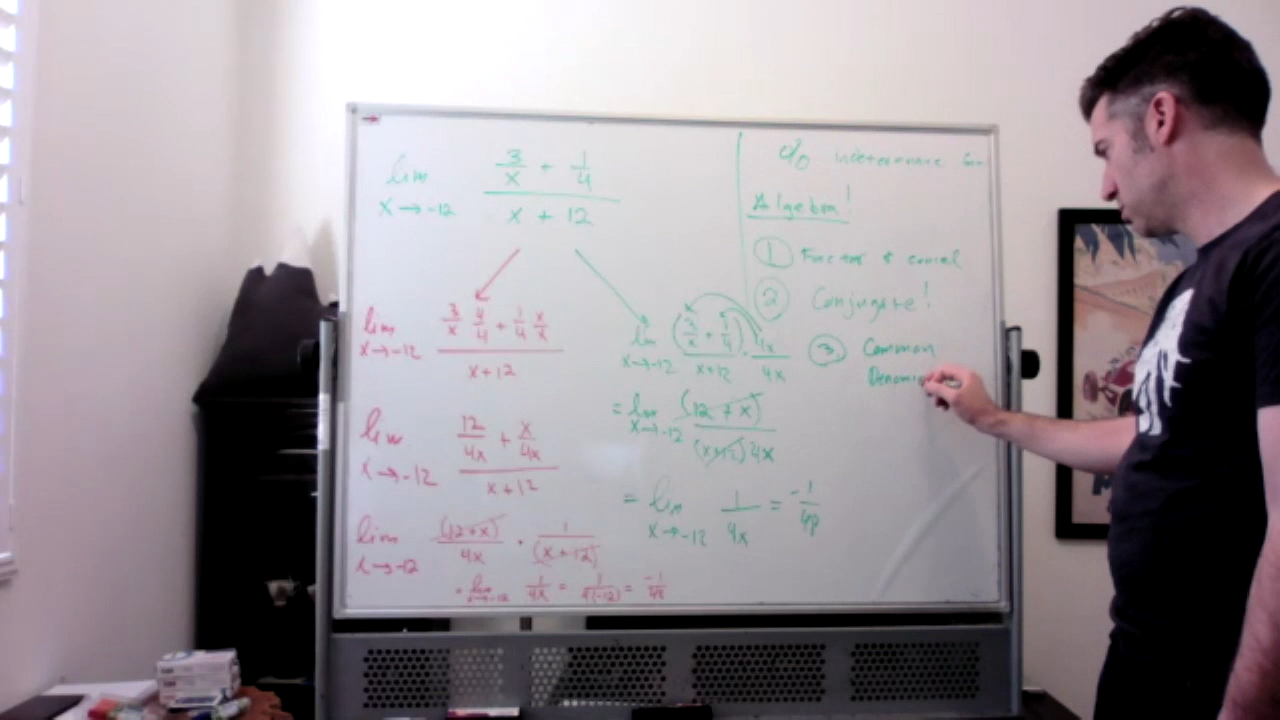 lim x→-12 (3/x + 1/4)/(x + 12)
lim x→-12 (3/x 4/4 + 1/4 x/x)/(x+12)
lim x→-12 (12/4x + x/4x)/(x+12)
lim x→-12 (12+x)/4x · 1/(x+12)
= lim x→-12 1/4x = 1/4(-12) = -1/48
lim x→-12 (3/x + 1/4)/(x+12) · 4x/4x
= lim x→-12 (12+x)/(x+12)4x
= lim x→-12 1/4x = -1/48
0/0 indeterminate
Algebra!
1 Factor & cancel
2 Conjugate!
3 Common